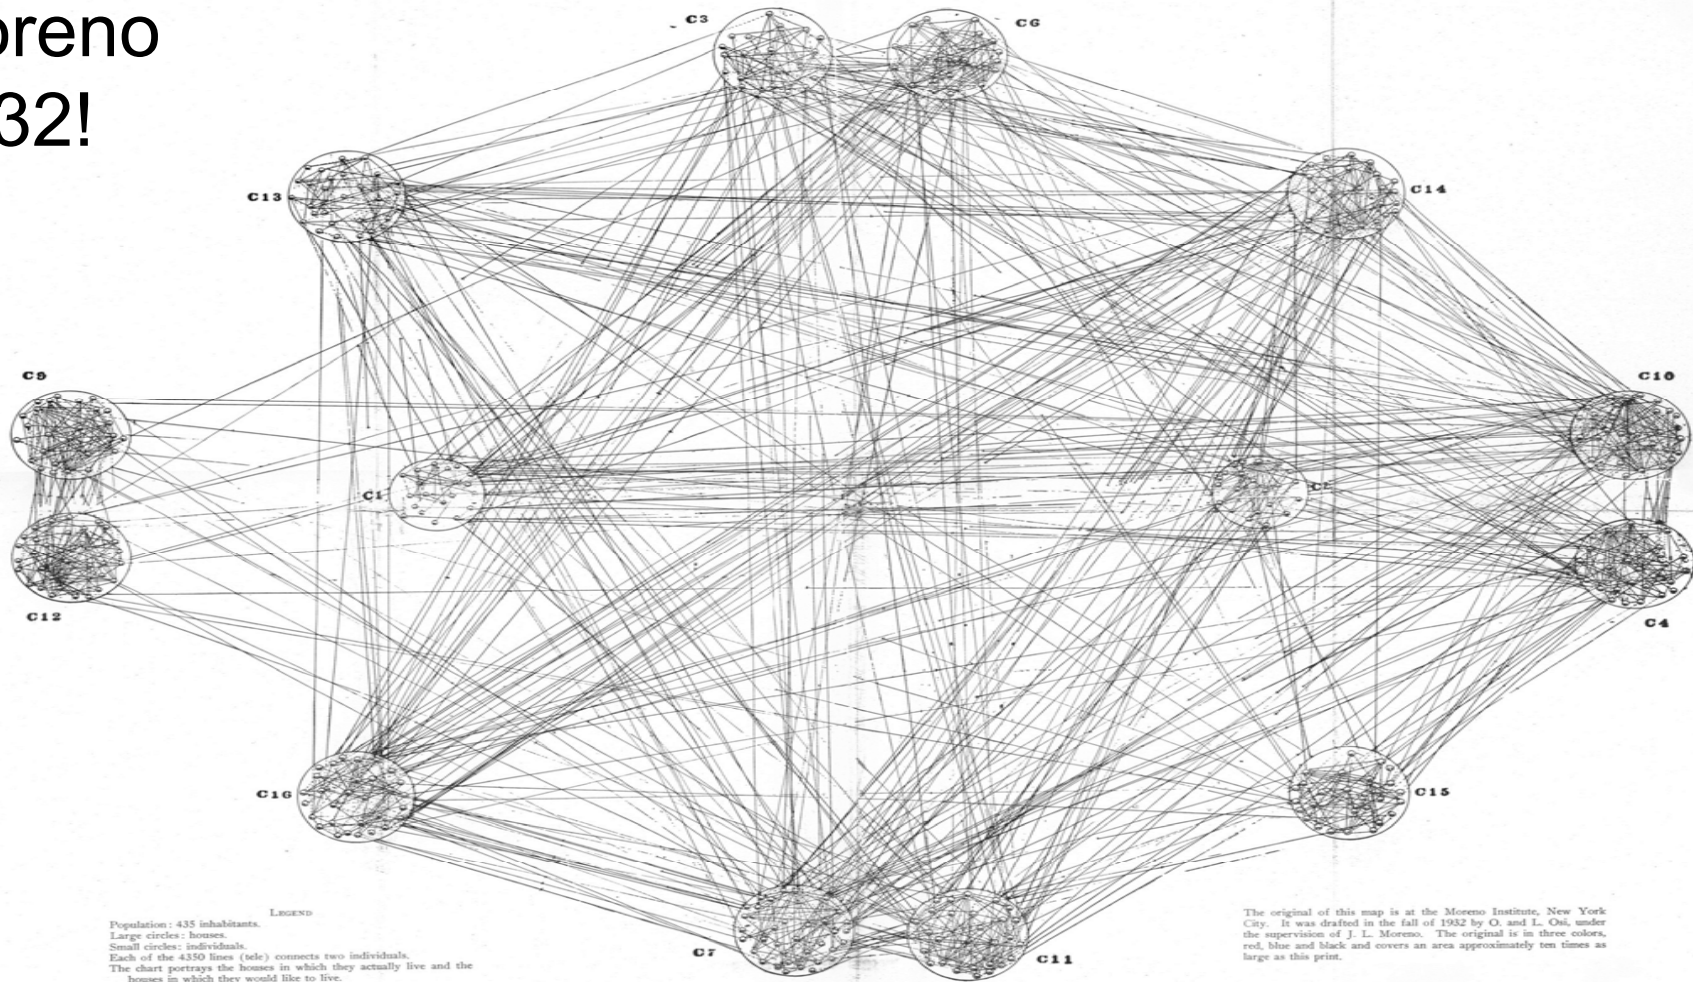 oreno
32!
C3
C6
C13
C14
C9
C10
C1
C12
C4
C16
C15
C7
C11
LEGEND
Population: 435 inhabitants.
Large circles: houses.
Small circles: individuals.
Each of the 4350 lines (tele) connects two individuals.
The chart portrays the houses in which they actually live and the
houses in which they would like to live.
The original of this map is at the Moreno Institute, New York
City. It was drafted in the fall of 1932 by O. and L. Osi, under
the supervision of J. L. Moreno. The original is in three colors,
red, blue and black and covers an area approximately ten times as
large as this print.